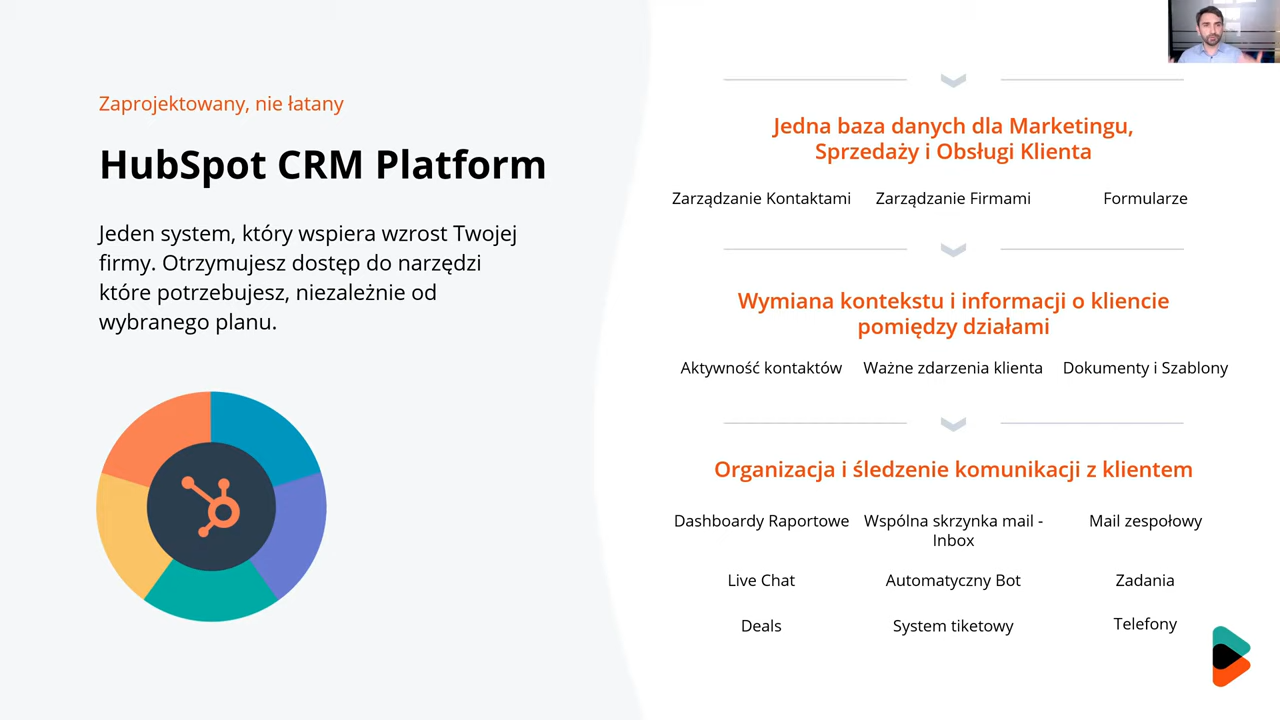 Zaprojektowany, nie łatany
HubSpot CRM Platform
Jeden system, który wspiera wzrost Twojej
firmy. Otrzymujesz dostęp do narzędzi
które potrzebujesz, niezależnie od
wybranego planu.
Jedna baza danych dla Marketingu,
Sprzedaży i Obsługi Klienta
Zarządzanie Kontaktami Zarządzanie Firmami Formularze
Wymiana kontekstu i informacji o kliencie
pomiędzy działami
Aktywność kontaktów Ważne zdarzenia klienta Dokumenty i Szablony
Organizacja i śledzenie komunikacji z klientem
Dashboardy Raportowe Wspólna skrzynka mail - Mail zespołowy
Inbox
Live Chat Automatyczny Bot Zadania
Deals System tiketowy Telefony